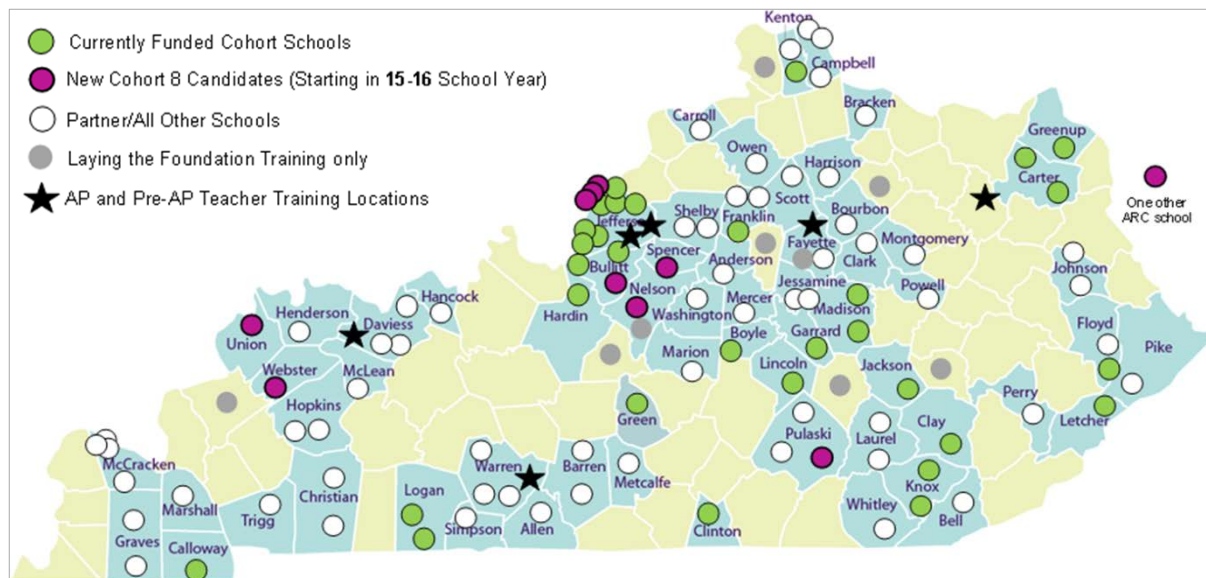 Currently Funded Cohort Schools
New Cohort 8 Candidates (Starting in 15-16 School Year)
Partner/All Other Schools
Laying the Foundation Training only
AP and Pre-AP Teacher Training Locations
Kenton
Campbell
Bracken
Carroll
Greenup
Owen
Harrison
Carter
One other
ARC school
Scott
Shelby
Franklin
Bourbon
Jefferson
Fayette
Montgomery
Spencer
Anderson
Clark
Bullitt
Johnson
Nelson
Jessamine
Powell
Hancock
Mercer
Madison
Henderson
Washington
Hardin
Daviess
Floyd
Boyle
Garrard
Union
Pike
Marion
Lincoln
Webster
McLean
Jackson
Perry
Hopkins
Green
Clay
Letcher
Pulaski
Laurel
McCracken
Warren
Barren
Metcalfe
Christian
Logan
Knox
Marshall
Whitley
Trigg
Bell
Simpson
Allen
Clinton
Graves
Calloway